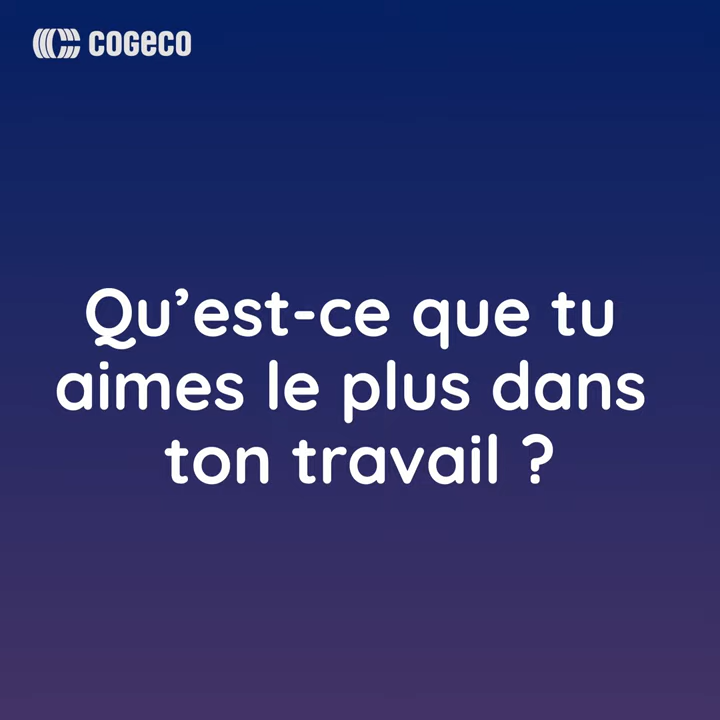 COGECO
Qu’est-ce que tu
aimes le plus dans
ton travail ?